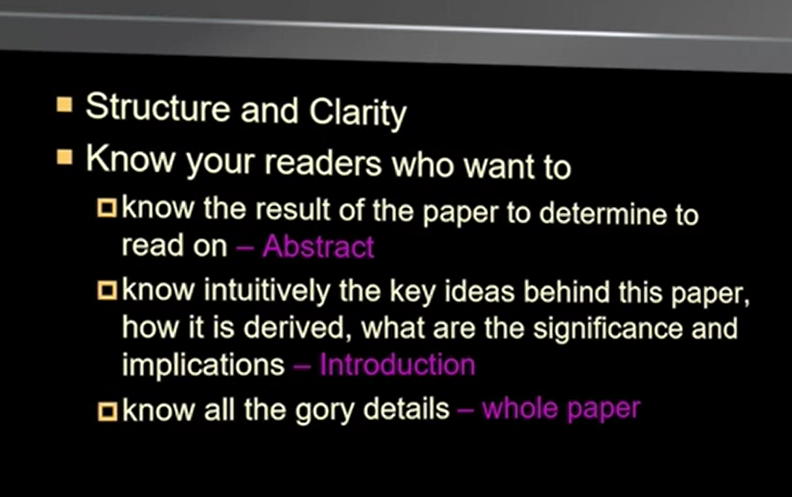 Structure and Clarity
Know your readers who want to
know the result of the paper to determine to
read on – Abstract
know intuitively the key ideas behind this paper,
how it is derived, what are the significance and
implications – Introduction
know all the gory details – whole paper